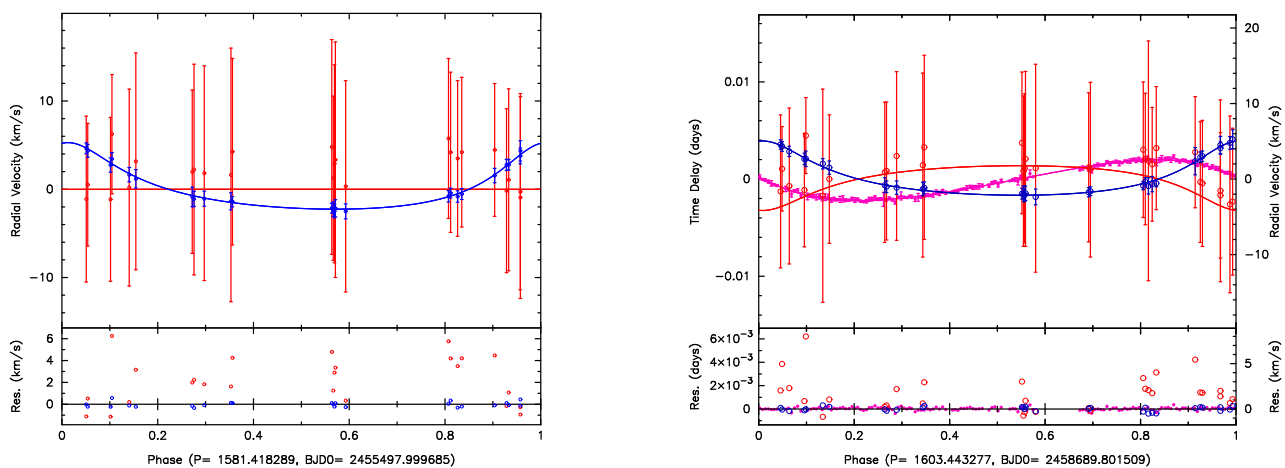 10
0
−10
Radial Velocity (km/s)
6
4
2
0
Res. (km/s)
0 0.2 0.4 0.6 0.8 1
Phase (P= 1581.418289, BJD0= 2455497.999685)
0.01
0
−0.01
Time Delay (days)
20
10
0
−10
Radial Velocity (km/s)
6×10⁻³
4×10⁻³
2×10⁻³
0
Res. (days)
5
0
Res. (km/s)
0 0.2 0.4 0.6 0.8 1
Phase (P= 1603.443277, BJD0= 2458689.801509)